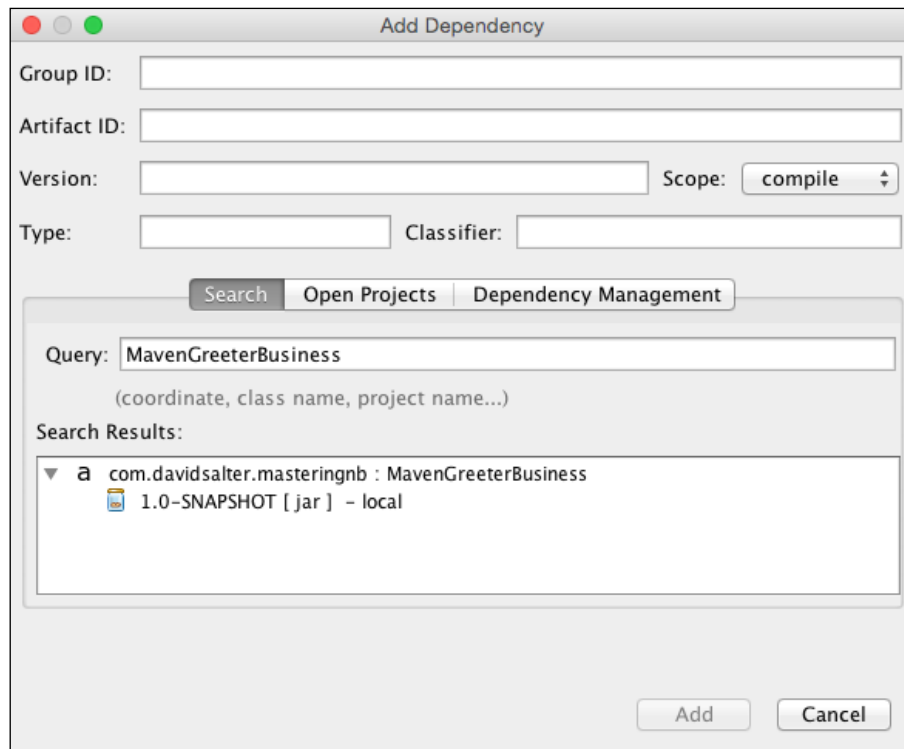 Add Dependency
Group ID:
Artifact ID:
Version: Scope: compile
Type: Classifier:
Search Open Projects Dependency Management
Query: MavenGreeterBusiness
(coordinate, class name, project name...)
Search Results:
a com.davidsalter.masteringnb : MavenGreeterBusiness
1.0-SNAPSHOT [ jar ] - local
Add Cancel